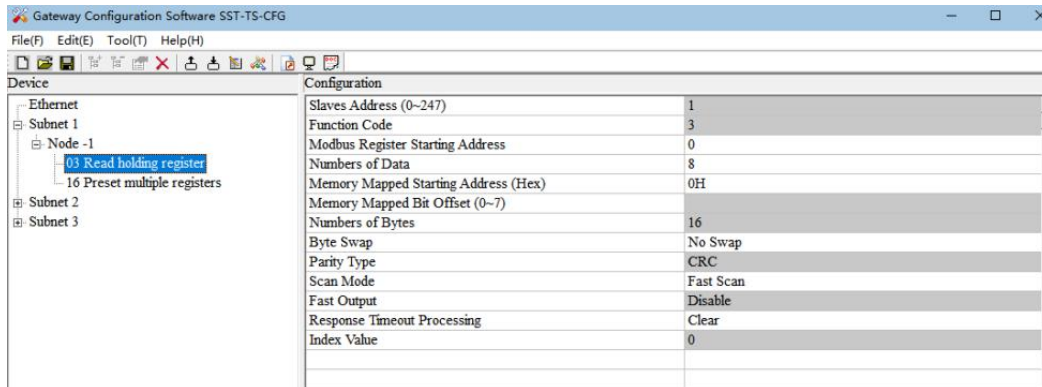 Gateway Configuration Software SST-TS-CFG
File(F) Edit(E) Tool(T) Help(H)
Device
Configuration
Ethernet
Subnet 1
Node -1
03 Read holding register
16 Preset multiple registers
Subnet 2
Subnet 3
Slaves Address (0~247) 1
Function Code 3
Modbus Register Starting Address 0
Numbers of Data 8
Memory Mapped Starting Address (Hex) 0H
Memory Mapped Bit Offset (0~7)
Numbers of Bytes 16
Byte Swap No Swap
Parity Type CRC
Scan Mode Fast Scan
Fast Output Disable
Response Timeout Processing Clear
Index Value 0